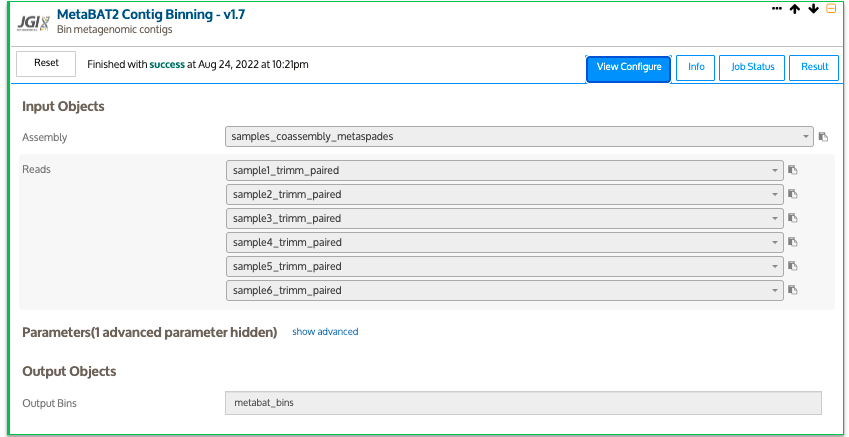 JGI
MetaBAT2 Contig Binning - v1.7
Bin metagenomic contigs
Reset
Finished with success at Aug 24, 2022 at 10:21pm
View Configure
Info
Job Status
Result
Input Objects
Assembly
samples_coassembly_metaspades
Reads
sample1_trimm_paired
sample2_trimm_paired
sample3_trimm_paired
sample4_trimm_paired
sample5_trimm_paired
sample6_trimm_paired
Parameters(1 advanced parameter hidden) show advanced
Output Objects
Output Bins
metabat_bins